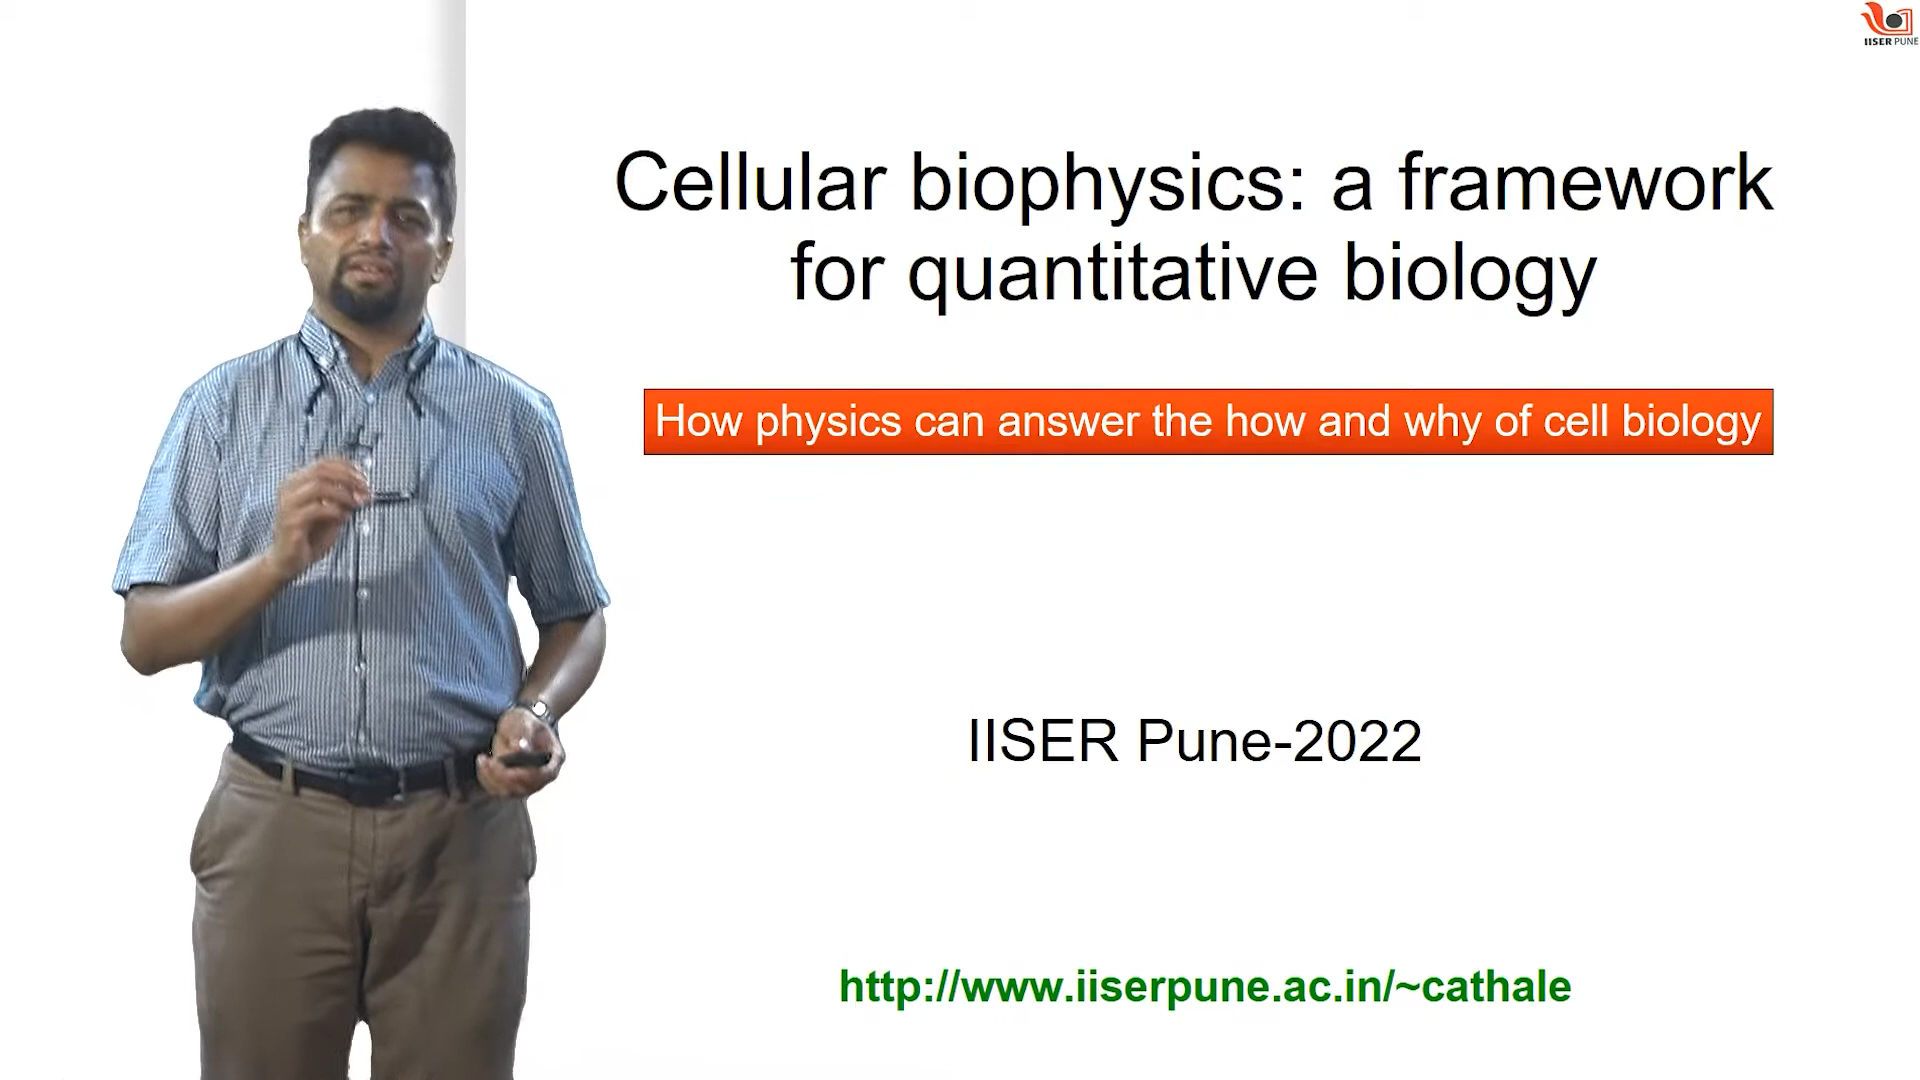 IISER PUNE
Cellular biophysics: a framework
for quantitative biology
How physics can answer the how and why of cell biology
IISER Pune-2022
http://www.iiserpune.ac.in/~cathale